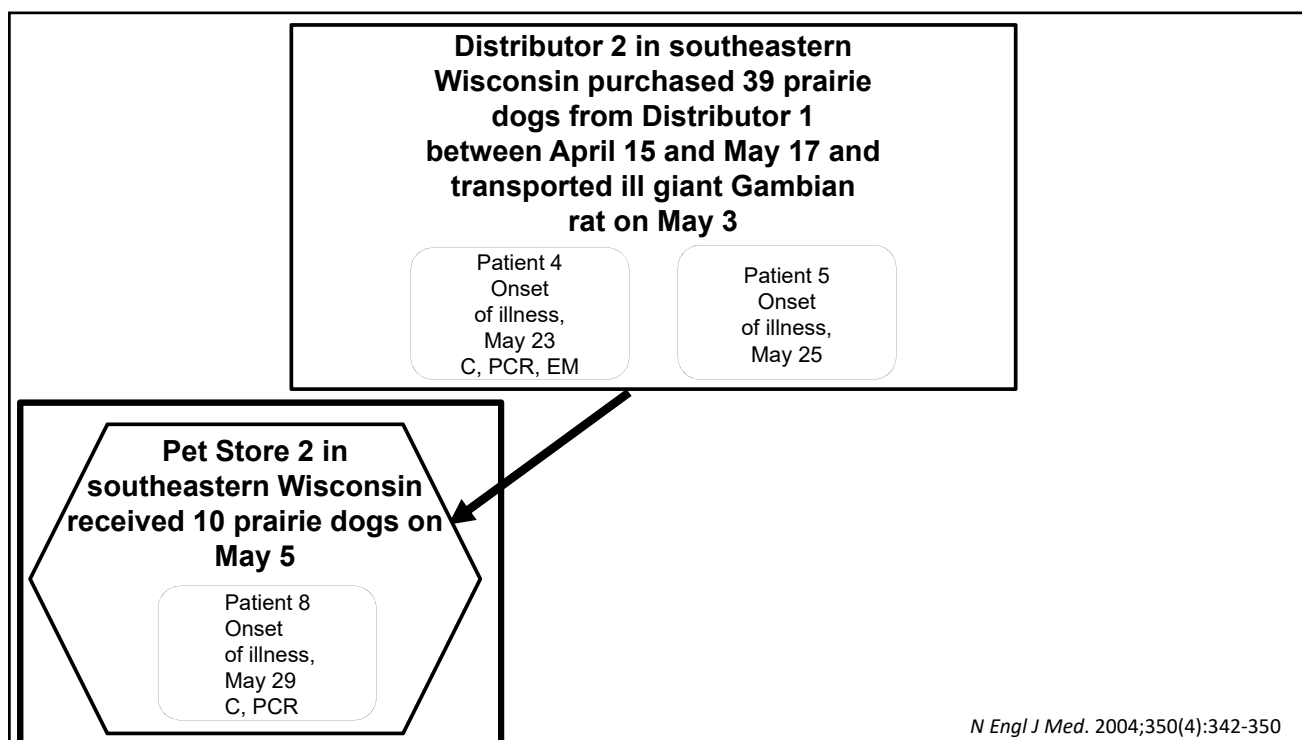 Distributor 2 in southeastern
Wisconsin purchased 39 prairie
dogs from Distributor 1
between April 15 and May 17 and
transported ill giant Gambian
rat on May 3
Patient 4
Onset
of illness,
May 23
C, PCR, EM
Patient 5
Onset
of illness,
May 25
Pet Store 2 in
southeastern Wisconsin
received 10 prairie dogs on
May 5
Patient 8
Onset
of illness,
May 29
C, PCR
N Engl J Med. 2004;350(4):342-350